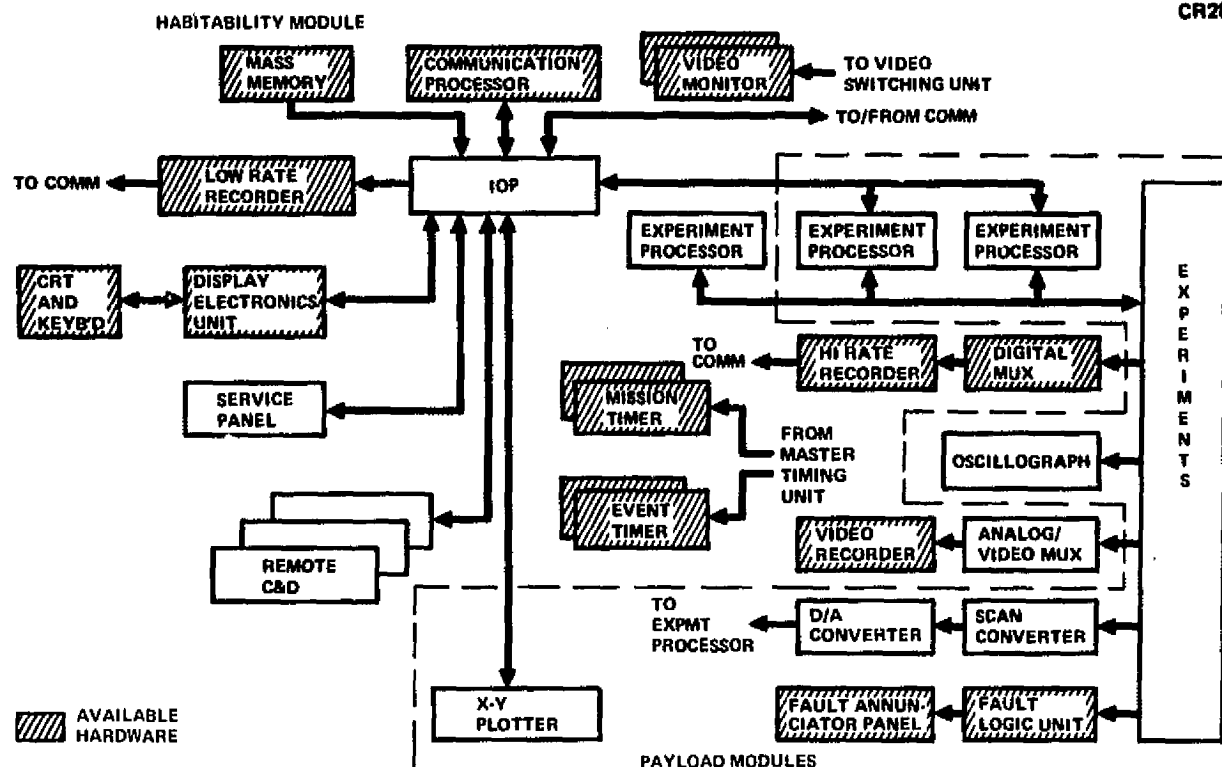 HABITABILITY MODULE
MASS
MEMORY
COMMUNICATION
PROCESSOR
VIDEO
MONITOR
TO VIDEO
SWITCHING UNIT
TO/FROM COMM
TO COMM
LOW RATE
RECORDER
IOP
EXPERIMENT
PROCESSOR
EXPERIMENT
PROCESSOR
EXPERIMENT
PROCESSOR
EXPERIMENTS
CRT
AND
KEYB'D
DISPLAY
ELECTRONICS
UNIT
TO
COMM
HI RATE
RECORDER
DIGITAL
MUX
SERVICE
PANEL
MISSION
TIMER
FROM
MASTER
TIMING
UNIT
OSCILLOGRAPH
EVENT
TIMER
VIDEO
RECORDER
ANALOG/
VIDEO MUX
REMOTE
C&D
TO
EXPMT
PROCESSOR
D/A
CONVERTER
SCAN
CONVERTER
X-Y
PLOTTER
FAULT ANNUN-
CIATOR PANEL
FAULT
LOGIC UNIT
AVAILABLE
HARDWARE
PAYLOAD MODULES